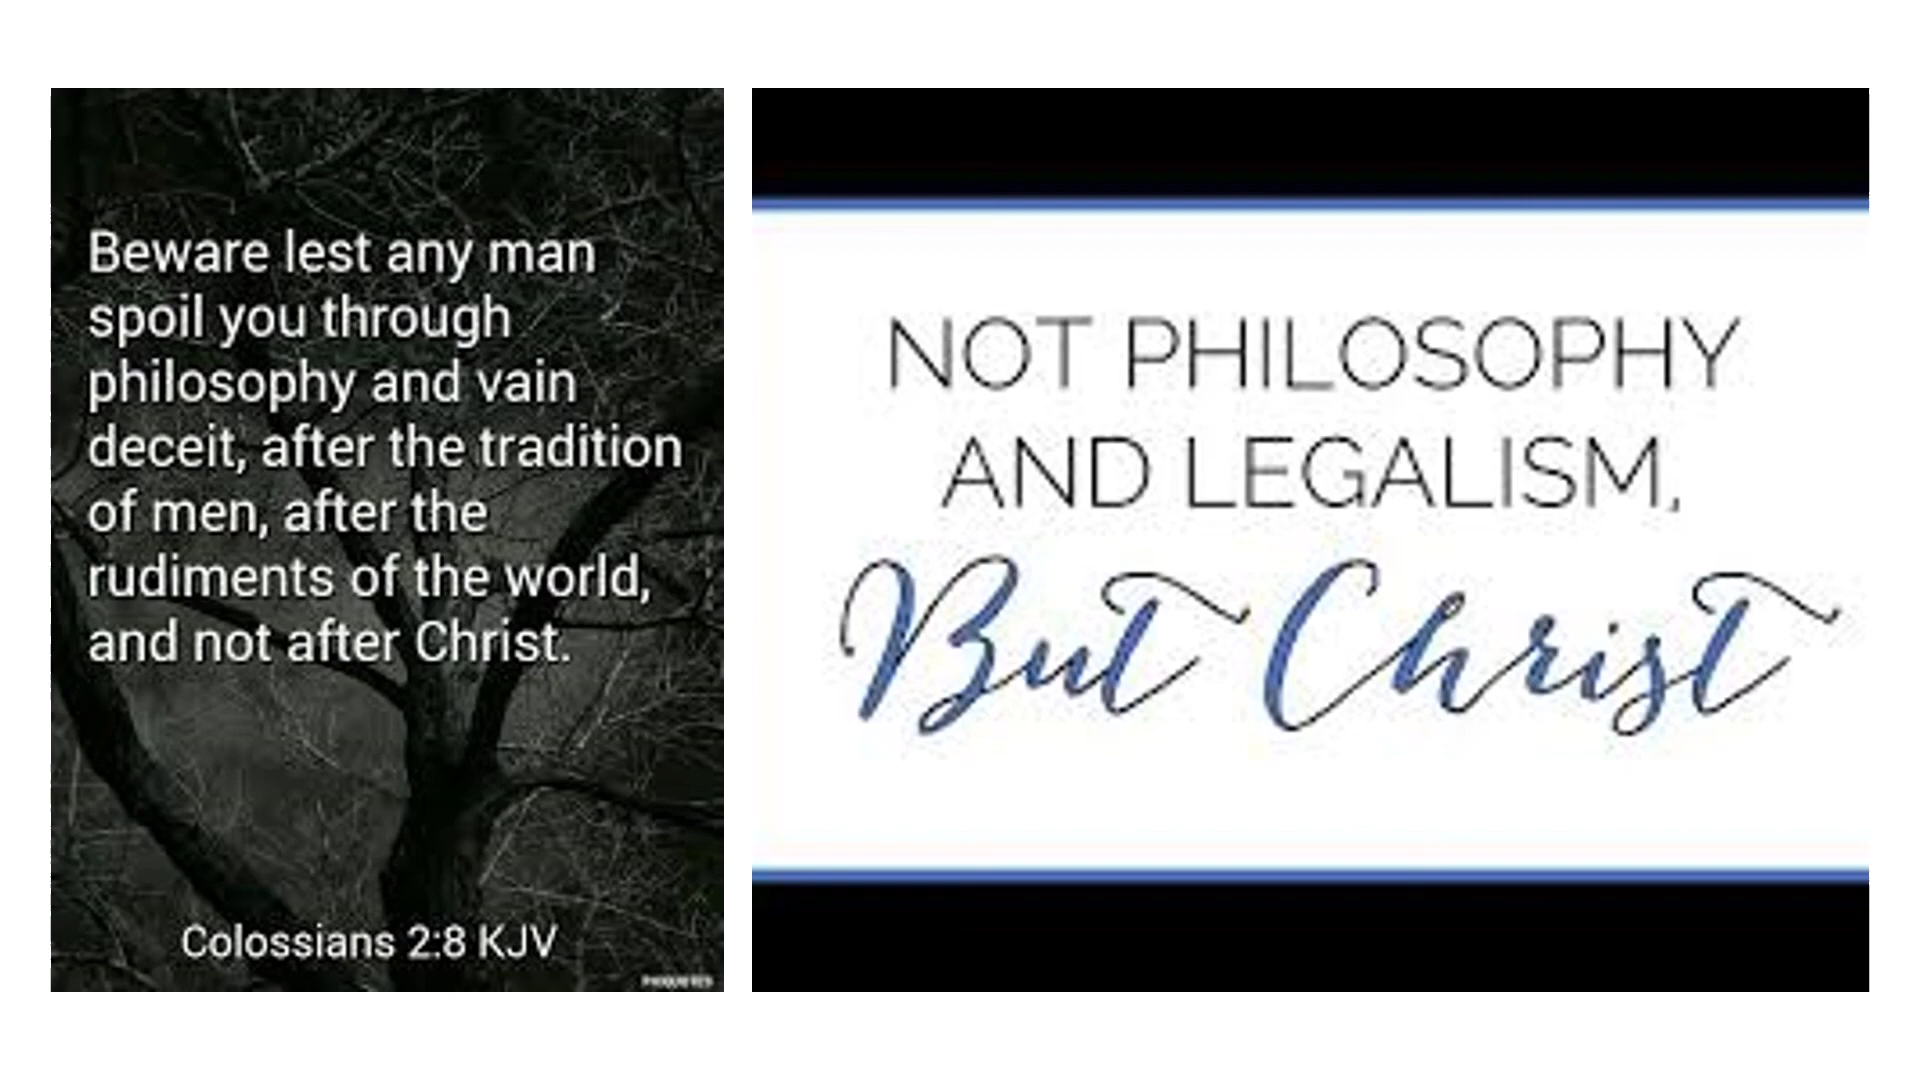 Beware lest any man
spoil you through
philosophy and vain
deceit, after the tradition
of men, after the
rudiments of the world,
and not after Christ.
Colossians 2:8 KJV
NOT PHILOSOPHY
AND LEGALISM,
But Christ